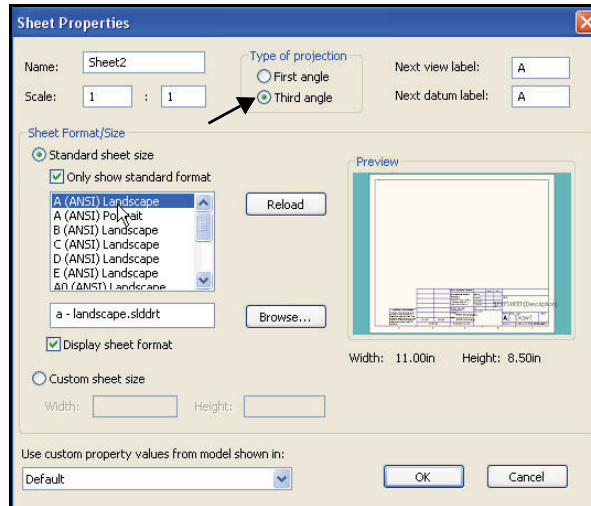 Sheet Properties
Name: Sheet2
Scale: 1 : 1
Type of projection
First angle
Third angle
Next view label: A
Next datum label: A
Sheet Format/Size
Standard sheet size
Only show standard format
A (ANSI) Landscape
A (ANSI) Portrait
B (ANSI) Landscape
C (ANSI) Landscape
D (ANSI) Landscape
E (ANSI) Landscape
A0 (ANSI) Landscape
Reload
a - landscape.slddrt
Browse...
Display sheet format
Custom sheet size
Width:
Height:
Preview
A Draw1
Width: 11.00in Height: 8.50in
Use custom property values from model shown in:
Default
OK
Cancel